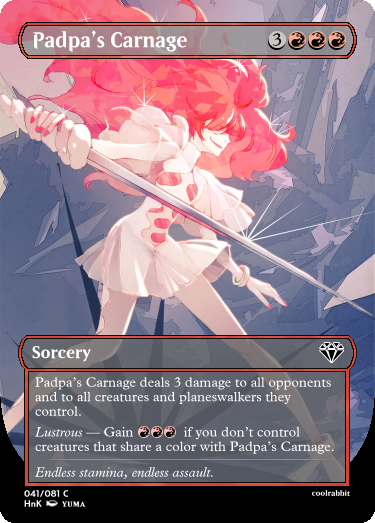 Padpa's Carnage 3
Sorcery
Padpa's Carnage deals 3 damage to all opponents
and to all creatures and planeswalkers they
control.
Lustrous — Gain if you don't control
creatures that share a color with Padpa's Carnage.
Endless stamina, endless assault.
041/081 C
HnK YUMA
coolrabbit